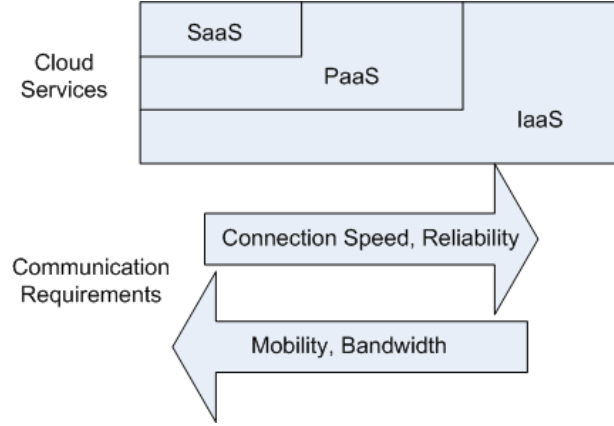 SaaS
Cloud
Services
PaaS
IaaS
Connection Speed, Reliability
Communication
Requirements
Mobility, Bandwidth